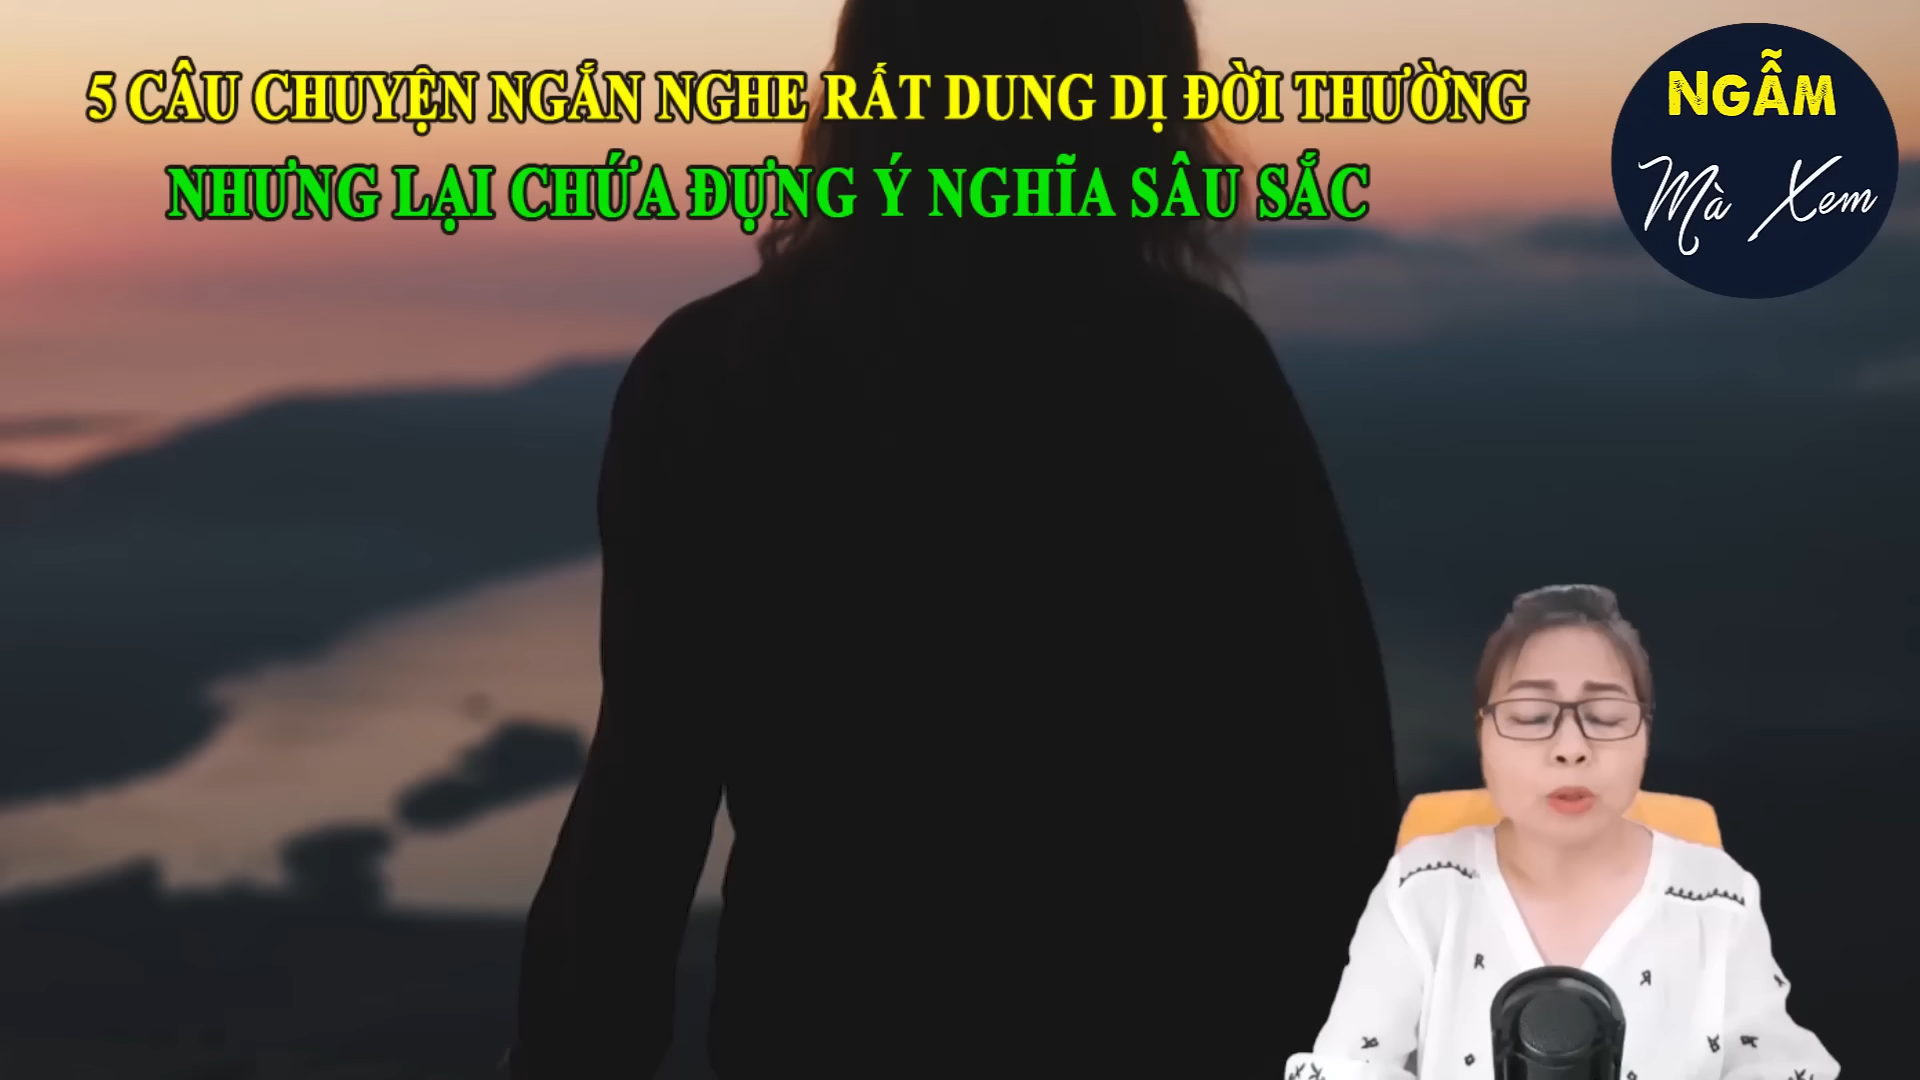 5 CÂU CHUYỆN NGẮN NGHE RẤT DUNG DỊ ĐỜI THƯỜNG
NHƯNG LẠI CHỨA ĐỰNG Ý NGHĨA SÂU SẮC
NGẪM
Mà Xem